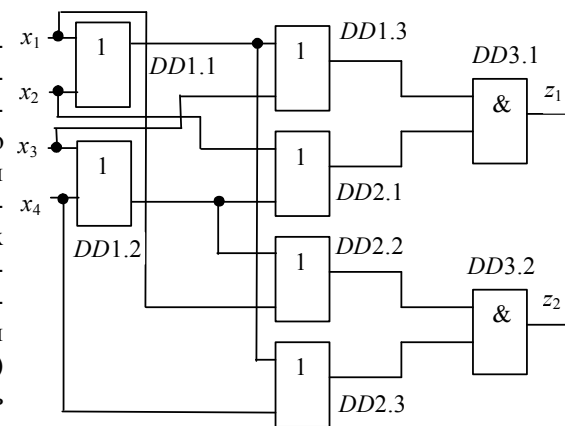 x1
1
DD1.1
x2
x3
1
x4
DD1.2
1
DD1.3
1
DD2.1
1
DD2.2
1
DD2.3
DD3.1
&
z1
DD3.2
&
z2